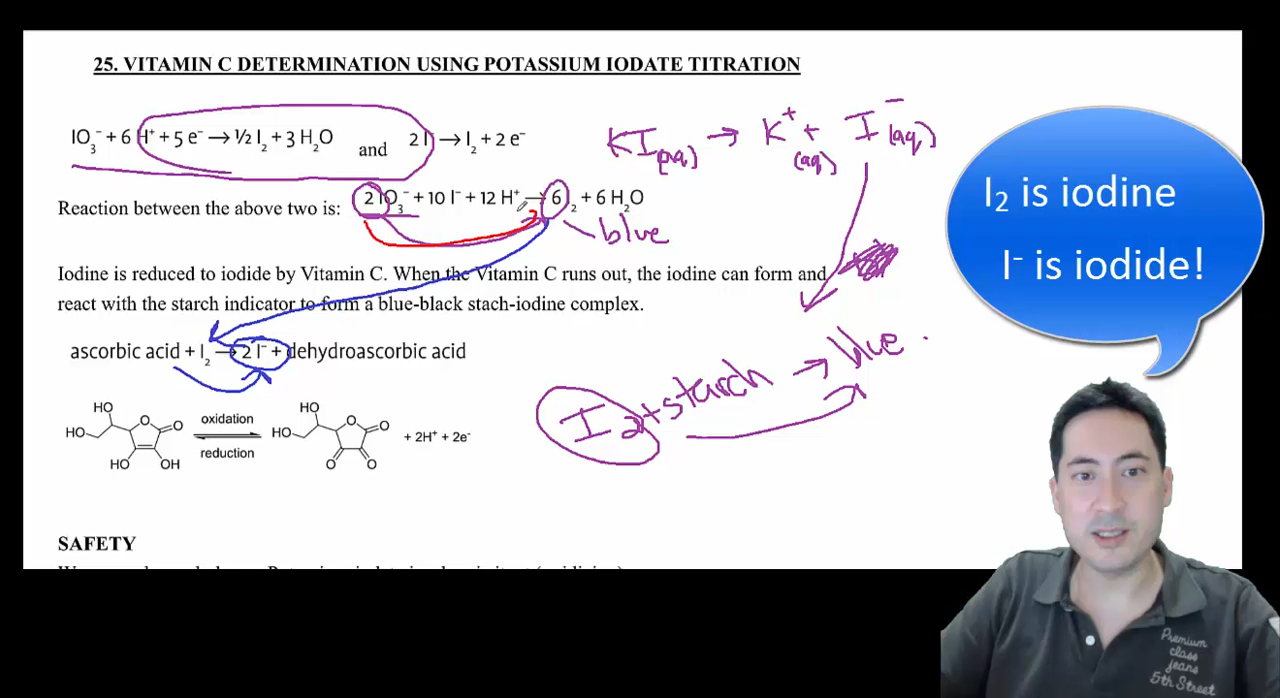 25. VITAMIN C DETERMINATION USING POTASSIUM IODATE TITRATION
IO₃⁻ + 6 H⁺ + 5 e⁻ → ½ I₂ + 3 H₂O and 2 I⁻ → I₂ + 2 e⁻
KI(aq) → K⁺(aq) + I⁻(aq)
Reaction between the above two is: 2 IO₃⁻ + 10 I⁻ + 12 H⁺ → 6 I₂ + 6 H₂O
blue
Iodine is reduced to iodide by Vitamin C. When the Vitamin C runs out, the iodine can form and
react with the starch indicator to form a blue-black stach-iodine complex.
ascorbic acid + I₂ → 2 I⁻ + dehydroascorbic acid
I₂ + starch → blue
HO
HO
O
O
HO
OH
oxidation
reduction
HO
HO
O
O
O
O
+ 2H⁺ + 2e⁻
SAFETY
I₂ is iodine
I⁻ is iodide!
Premium
class
jeans
5th Street